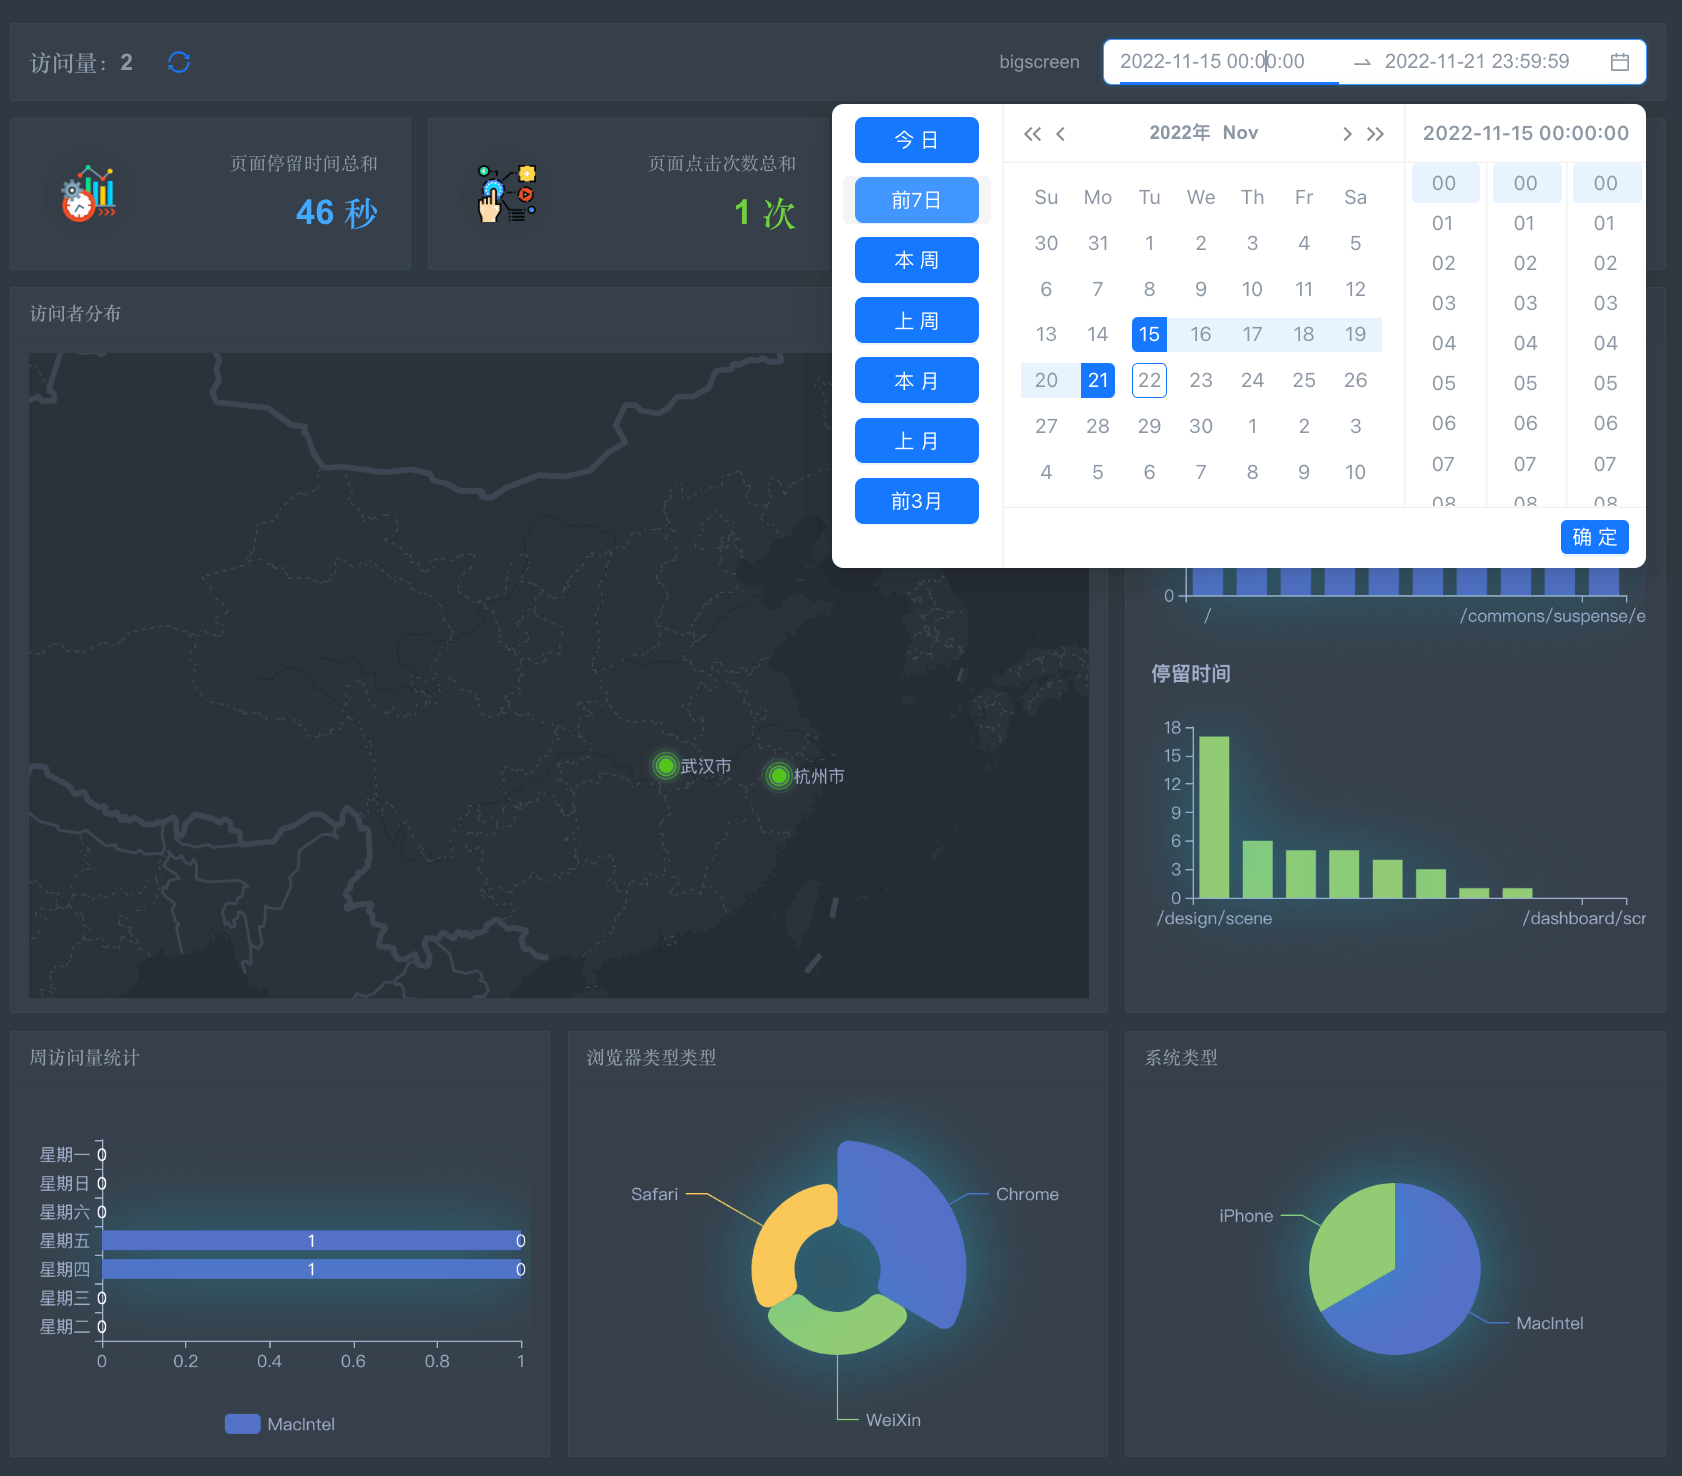 访问量: 2
bigscreen 2022-11-15 00:00:00 → 2022-11-21 23:59:59
页面停留时间总和
46 秒
页面点击次数总和
1 次
今 日
前7日
本 周
上 周
本 月
上 月
前3月
2022年 Nov
Su Mo Tu We Th Fr Sa
30 31 1 2 3 4 5
6 7 8 9 10 11 12
13 14 15 16 17 18 19
20 21 22 23 24 25 26
27 28 29 30 1 2 3
4 5 6 7 8 9 10
2022-11-15 00:00:00
00 00 00
01 01 01
02 02 02
03 03 03
04 04 04
05 05 05
06 06 06
07 07 07
08 08 08
确 定
访问者分布
武汉市
杭州市
0
/ /commons/suspense/e
停留时间
18
15
12
9
6
3
0
/design/scene /dashboard/scr
周访问量统计
星期一 0
星期日 0
星期六 0
星期五 1 0
星期四 1 0
星期三 0
星期二 0
0 0.2 0.4 0.6 0.8 1
MacIntel
浏览器类型类型
Safari
Chrome
WeiXin
系统类型
iPhone
MacIntel